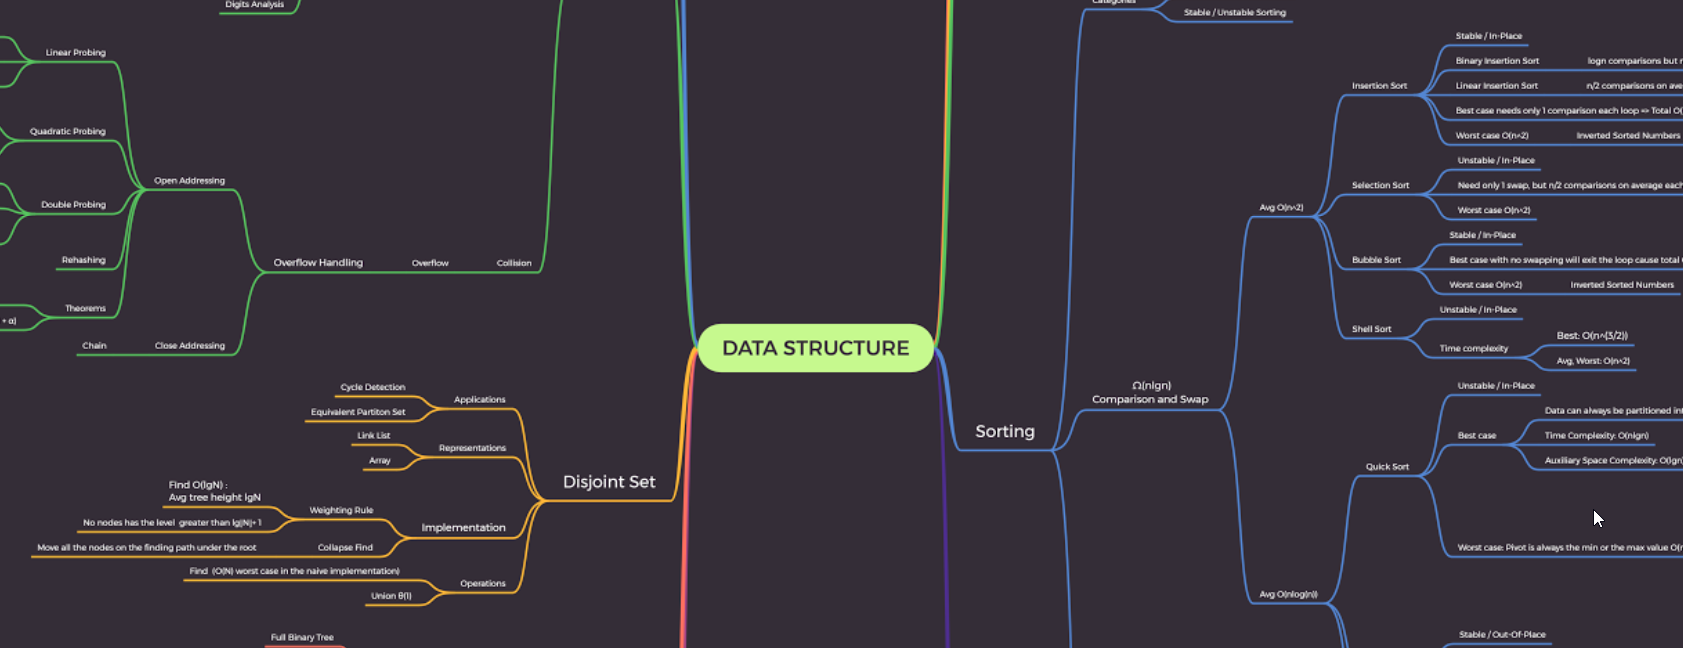 Digits Analysis
Linear Probing
Quadratic Probing
Open Addressing
Double Probing
Rehashing
Overflow Handling
Overflow
Collision
Theorems
+ α)
Chain
Close Addressing
DATA STRUCTURE
Cycle Detection
Applications
Equivalent Partiton Set
Link List
Representations
Array
Disjoint Set
Find O(lgN) :
Avg tree height lgN
Weighting Rule
No nodes has the level greater than lg|N|+ 1
Implementation
Move all the nodes on the finding path under the root
Collapse Find
Find (O(N) worst case in the naive implementation)
Operations
Union θ(1)
Full Binary Tree
Categories
Stable / Unstable Sorting
Stable / In-Place
Binary Insertion Sort
logn comparisons but
Insertion Sort
Linear Insertion Sort
n/2 comparisons on ave
Best case needs only 1 comparison each loop => Total O(
Worst case O(n^2)
Inverted Sorted Numbers
Unstable / In-Place
Selection Sort
Need only 1 swap, but n/2 comparisons on average each
Avg O(n^2)
Worst case O(n^2)
Stable / In-Place
Bubble Sort
Best case with no swapping will exit the loop cause total
Worst case O(n^2)
Inverted Sorted Numbers
Unstable / In-Place
Shell Sort
Time complexity
Best: O(n^(3/2))
Avg, Worst: O(n^2)
Ω(nlgn)
Comparison and Swap
Sorting
Unstable / In-Place
Data can always be partitioned in
Best case
Time Complexity: O(nlgn)
Auxiliary Space Complexity: O(lgn
Quick Sort
Worst case: Pivot is always the min or the max value O(
Avg O(nlog(n))
Stable / Out-Of-Place